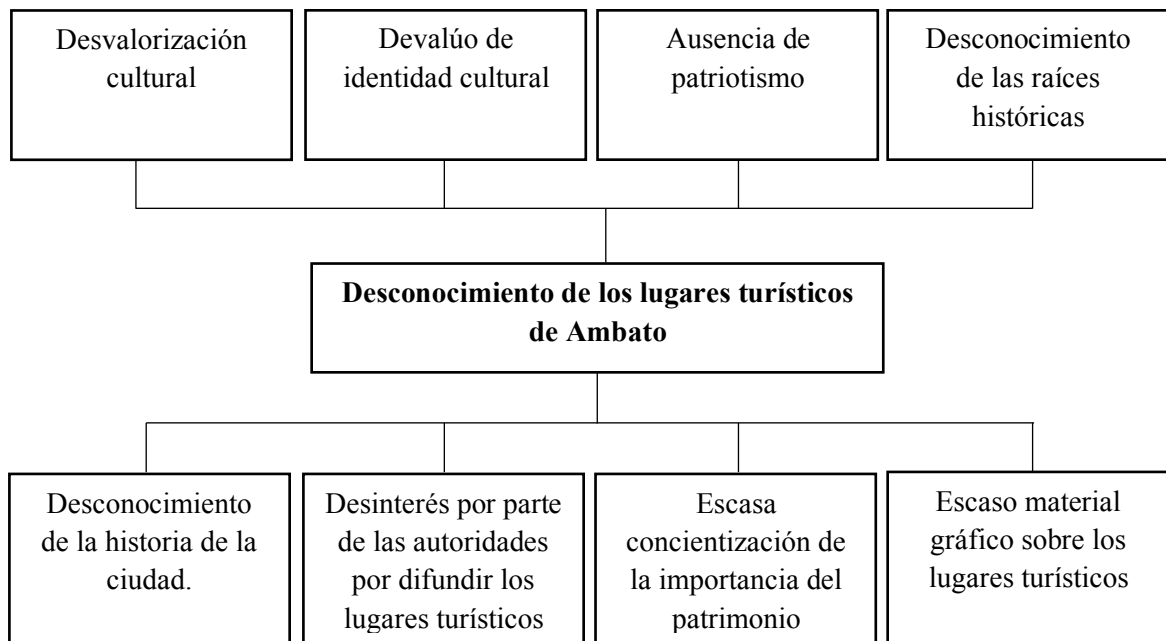 Desvalorización
cultural
Devalúo de
identidad cultural
Ausencia de
patriotismo
Desconocimiento
de las raíces
históricas
Desconocimiento de los lugares turísticos
de Ambato
Desconocimiento
de la historia de la
ciudad.
Desinterés por parte
de las autoridades
por difundir los
lugares turísticos
Escasa
concientización de
la importancia del
patrimonio
Escaso material
gráfico sobre los
lugares turísticos